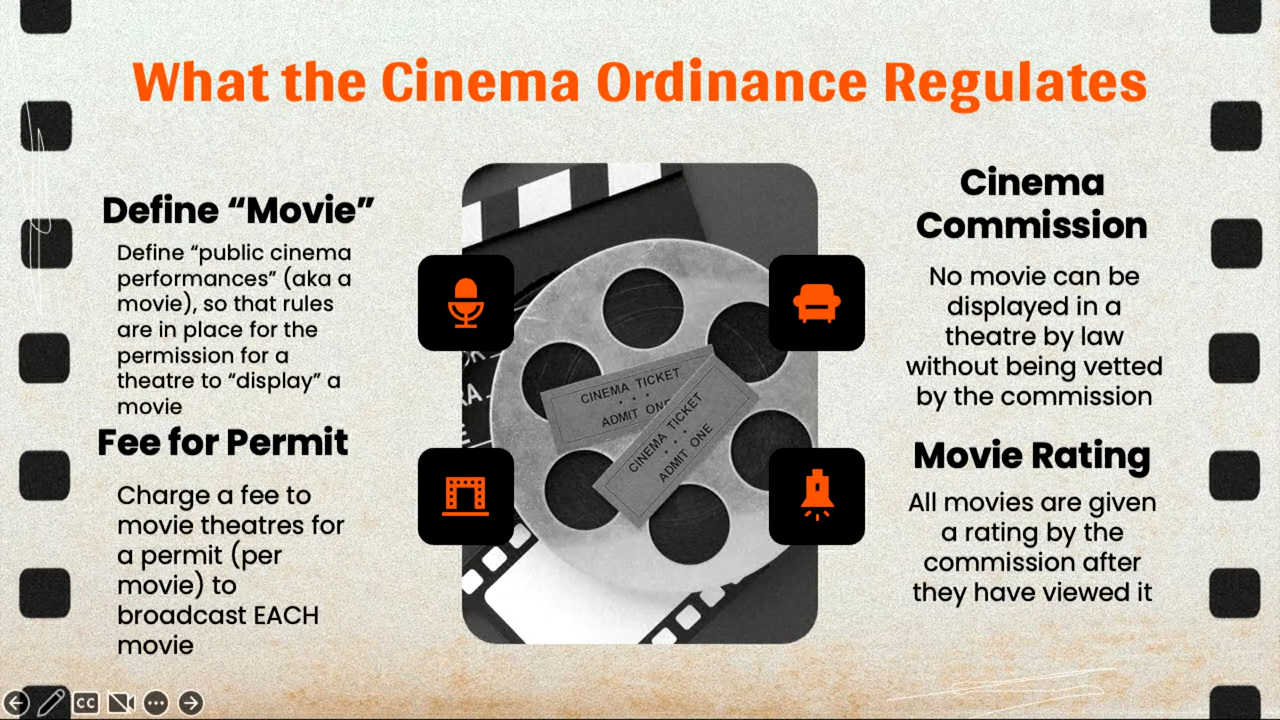 What the Cinema Ordinance Regulates
Define “Movie”
Define “public cinema
performances” (aka a
movie), so that rules
are in place for the
permission for a
theatre to “display” a
movie
Fee for Permit
Charge a fee to
movie theatres for
a permit (per
movie) to
broadcast EACH
movie
CINEMA TICKET
ADMIT ONE
CINEMA TICKET
ADMIT ONE
Cinema
Commission
No movie can be
displayed in a
theatre by law
without being vetted
by the commission
Movie Rating
All movies are given
a rating by the
commission after
they have viewed it
CC